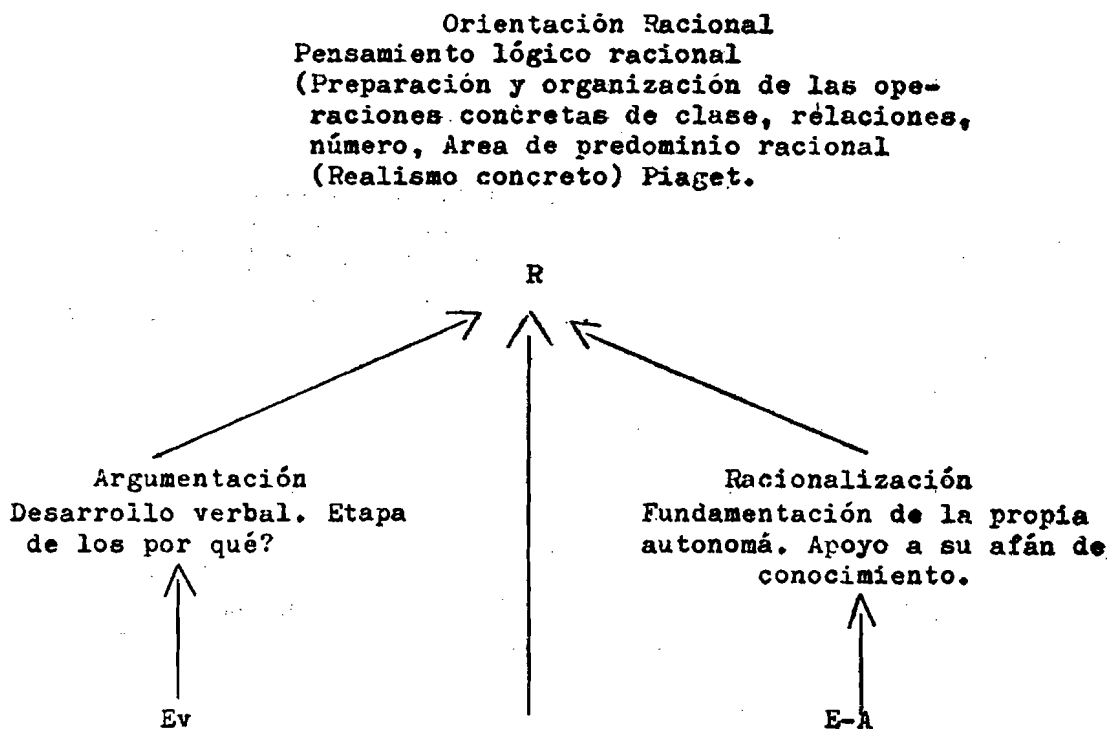 Orientación Racional
Pensamiento lógico racional
(Preparación y organización de las ope-
raciones concretas de clase, relaciones,
número, Area de predominio racional
(Realismo concreto) Piaget.
R
Argumentación
Desarrollo verbal. Etapa
de los por qué?
Racionalización
Fundamentación de la propia
autonomá. Apoyo a su afán de
conocimiento.
Ev
E-A